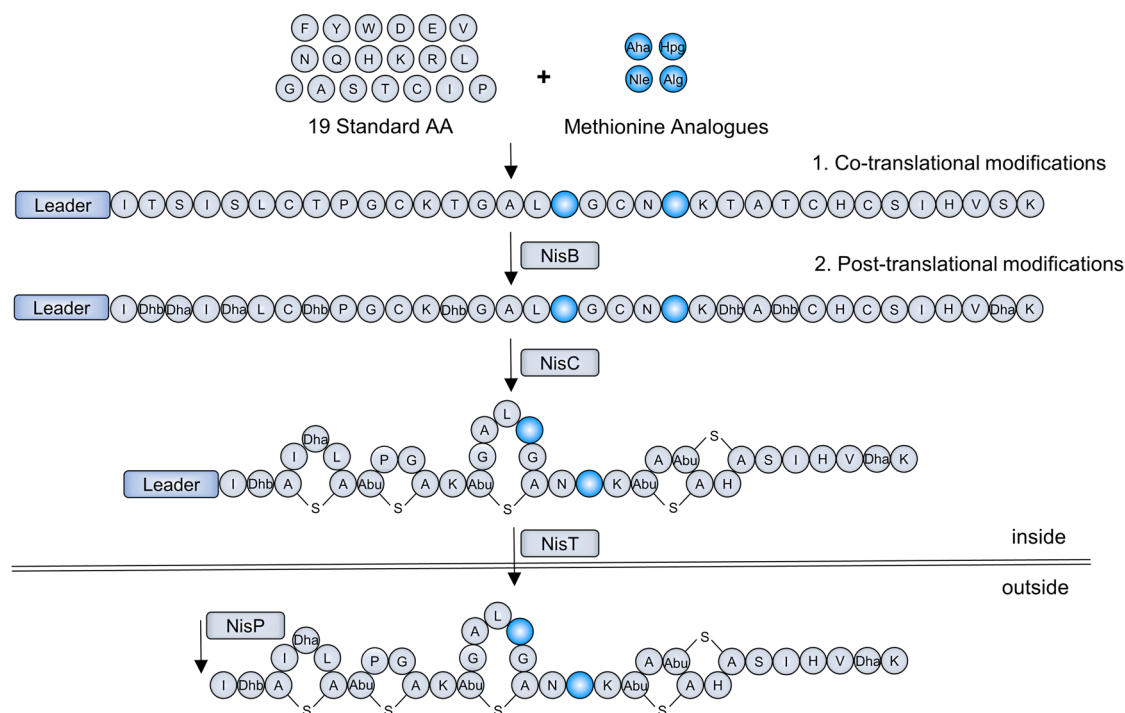 F Y W D E V
N Q H K R L
G A S T C I P
+
Aha Hpg
Nle Alg
19 Standard AA
Methionine Analogues
1. Co-translational modifications
Leader I T S I S L C T P G C K T G A L G C N K T A T C H C S I H V S K
NisB
2. Post-translational modifications
Leader I Dhb Dha I Dha L C Dhb P G C K Dhb G A L G C N K Dhb A Dhb C H C S I H V Dha K
NisC
L
A
Dha
S
I L P G G G A Abu A S I H V Dha K
Leader I Dhb A A Abu A K Abu A N K Abu A H
S S S S
NisT
inside
outside
NisP
L
A
Dha
S
I L P G G G A Abu A S I H V Dha K
I Dhb A A Abu A K Abu A N K Abu A H
S S S S